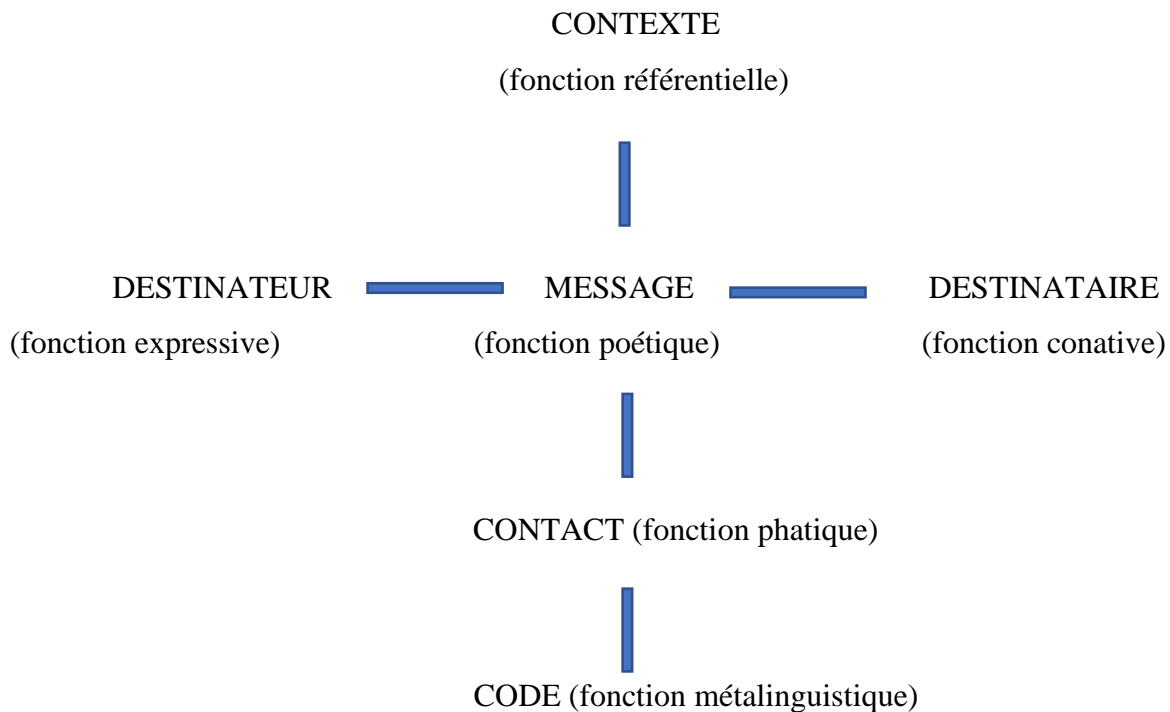 CONTEXTE
(fonction référentielle)
DESTINATEUR MESSAGE DESTINATAIRE
(fonction expressive) (fonction poétique) (fonction conative)
CONTACT (fonction phatique)
CODE (fonction métalinguistique)